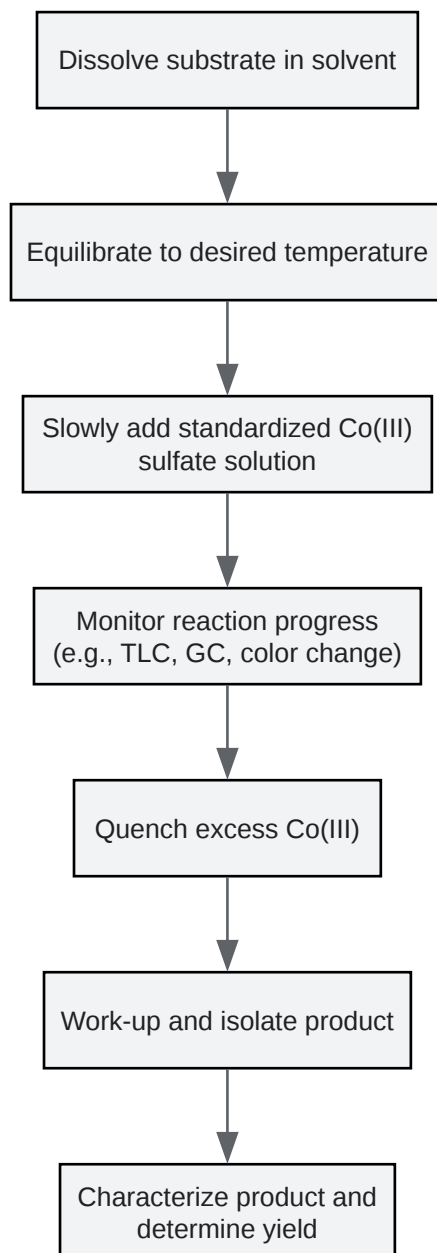 Dissolve substrate in solvent
Equilibrate to desired temperature
Slowly add standardized Co(III)
sulfate solution
Monitor reaction progress
(e.g., TLC, GC, color change)
Quench excess Co(III)
Work-up and isolate product
Characterize product and
determine yield